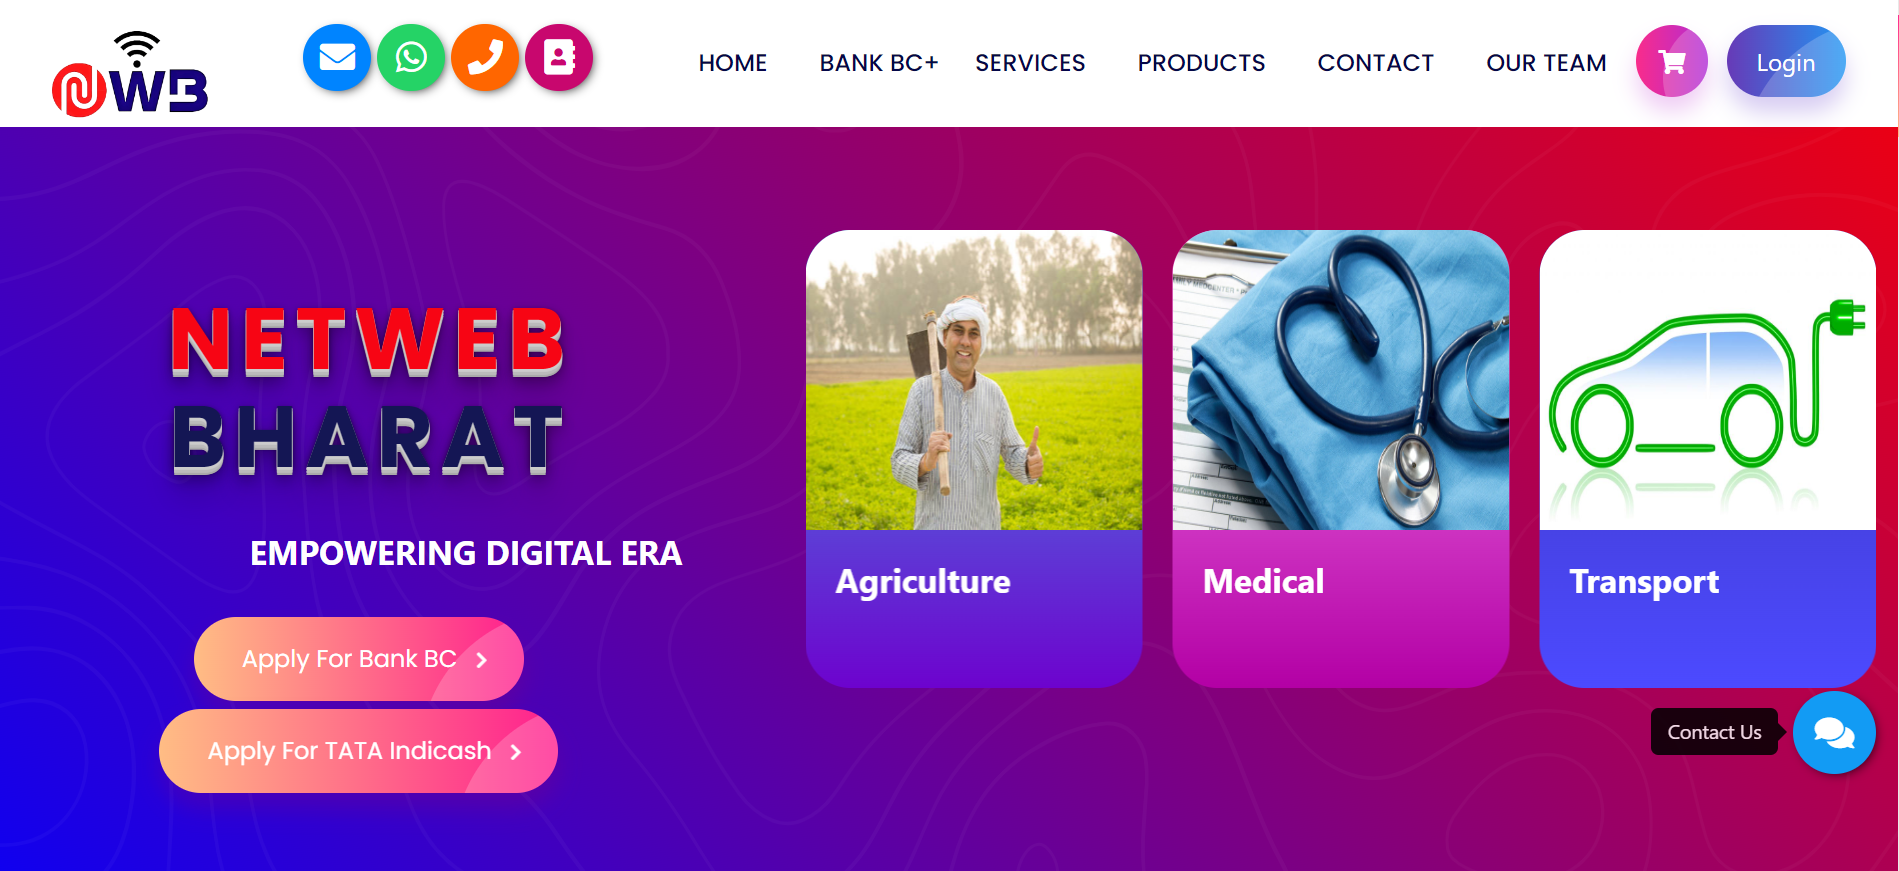 NWB
HOME BANK BC+ SERVICES PRODUCTS CONTACT OUR TEAM Login
NETWEB
BHARAT
EMPOWERING DIGITAL ERA
Apply For Bank BC
Apply For TATA Indicash
Agriculture
Medical
Transport
Contact Us